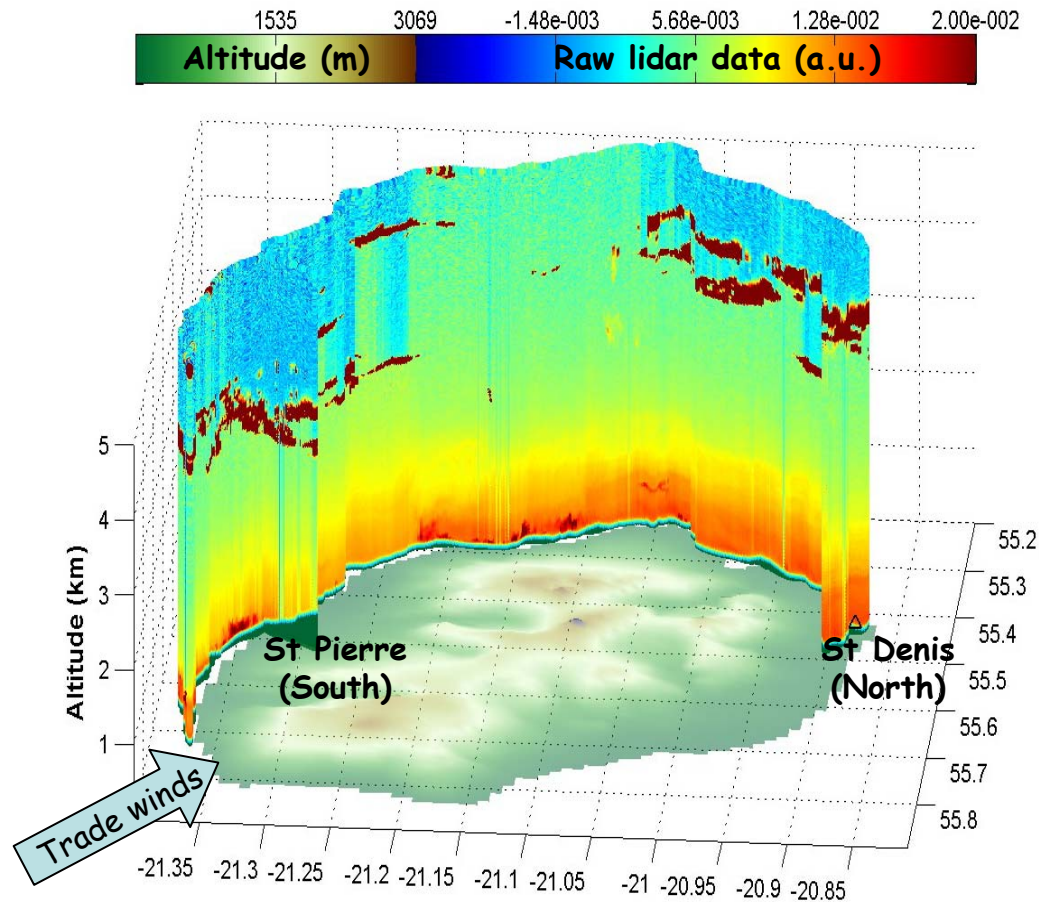 1535 3069 -1.48e-003 5.68e-003 1.28e-002 2.00e-002
Altitude (m) Raw lidar data (a.u.)
5
4
3
2
1
Altitude (km)
St Pierre
(South)
St Denis
(North)
Trade winds
55.2
55.3
55.4
55.5
55.6
55.7
55.8
-21.35 -21.3 -21.25 -21.2 -21.15 -21.1 -21.05 -21 -20.95 -20.9 -20.85